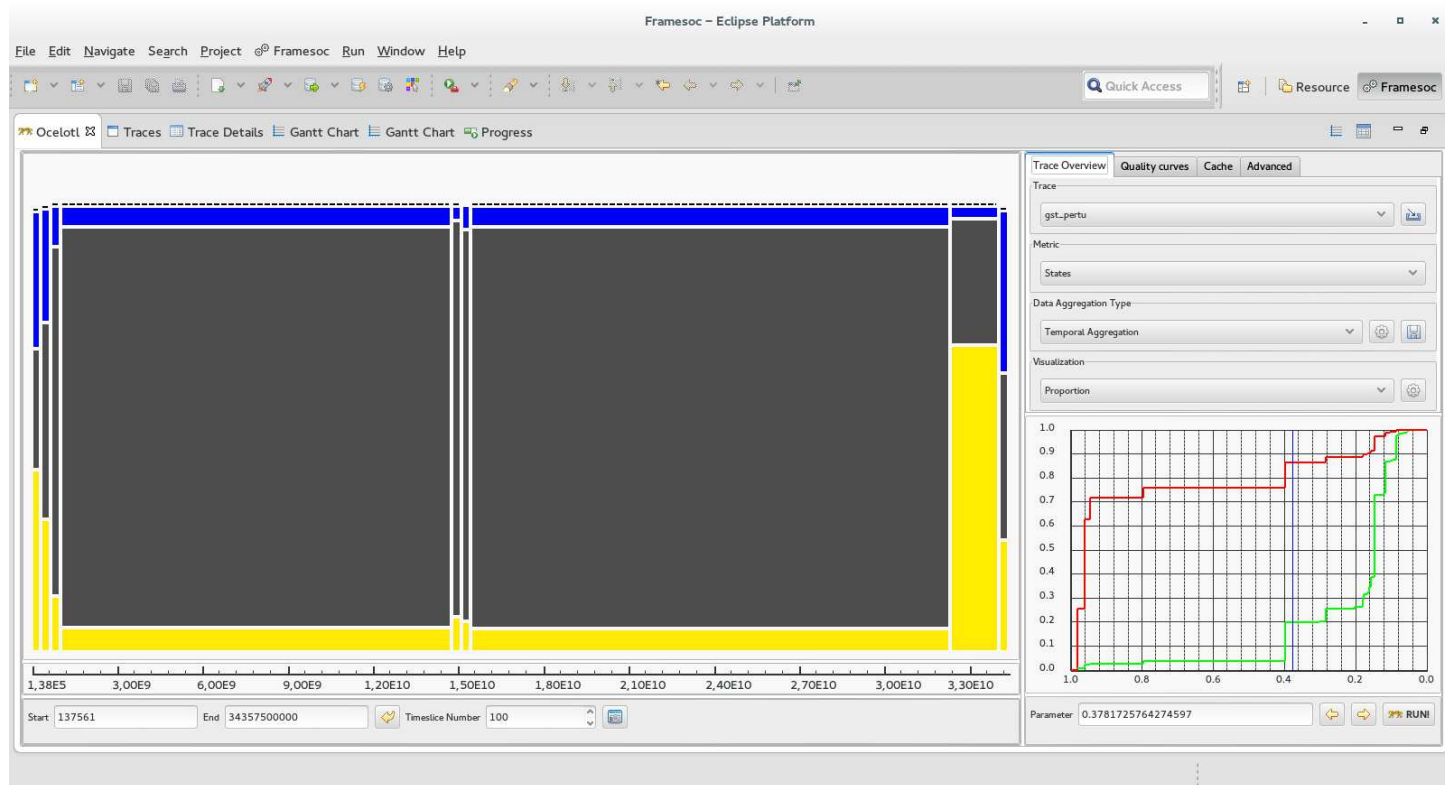 Framesoc – Eclipse Platform
File Edit Navigate Search Project Framesoc Run Window Help
Quick Access Resource Framesoc
Ocelotl Traces Trace Details Gantt Chart Gantt Chart Progress
Trace Overview Quality curves Cache Advanced
Trace
gst_pertu
Metric
States
Data Aggregation Type
Temporal Aggregation
Visualization
Proportion
1.0
0.9
0.8
0.7
0.6
0.5
0.4
0.3
0.2
0.1
0.0
1.0 0.8 0.6 0.4 0.2 0.0
1,38E5 3,00E9 6,00E9 9,00E9 1,20E10 1,50E10 1,80E10 2,10E10 2,40E10 2,70E10 3,00E10 3,30E10
Start 137561 End 34357500000 Timeslice Number 100
Parameter 0.3781725764274597 RUN!